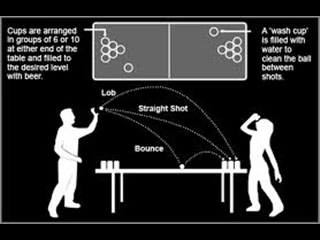 Cups are arranged
in groups of 6 or 10
at either end of the
table and filled to
the desired level
with beer.
A 'wash cup'
is filled with
water to
clean the ball
between
shots.
Lob
Straight Shot
Bounce